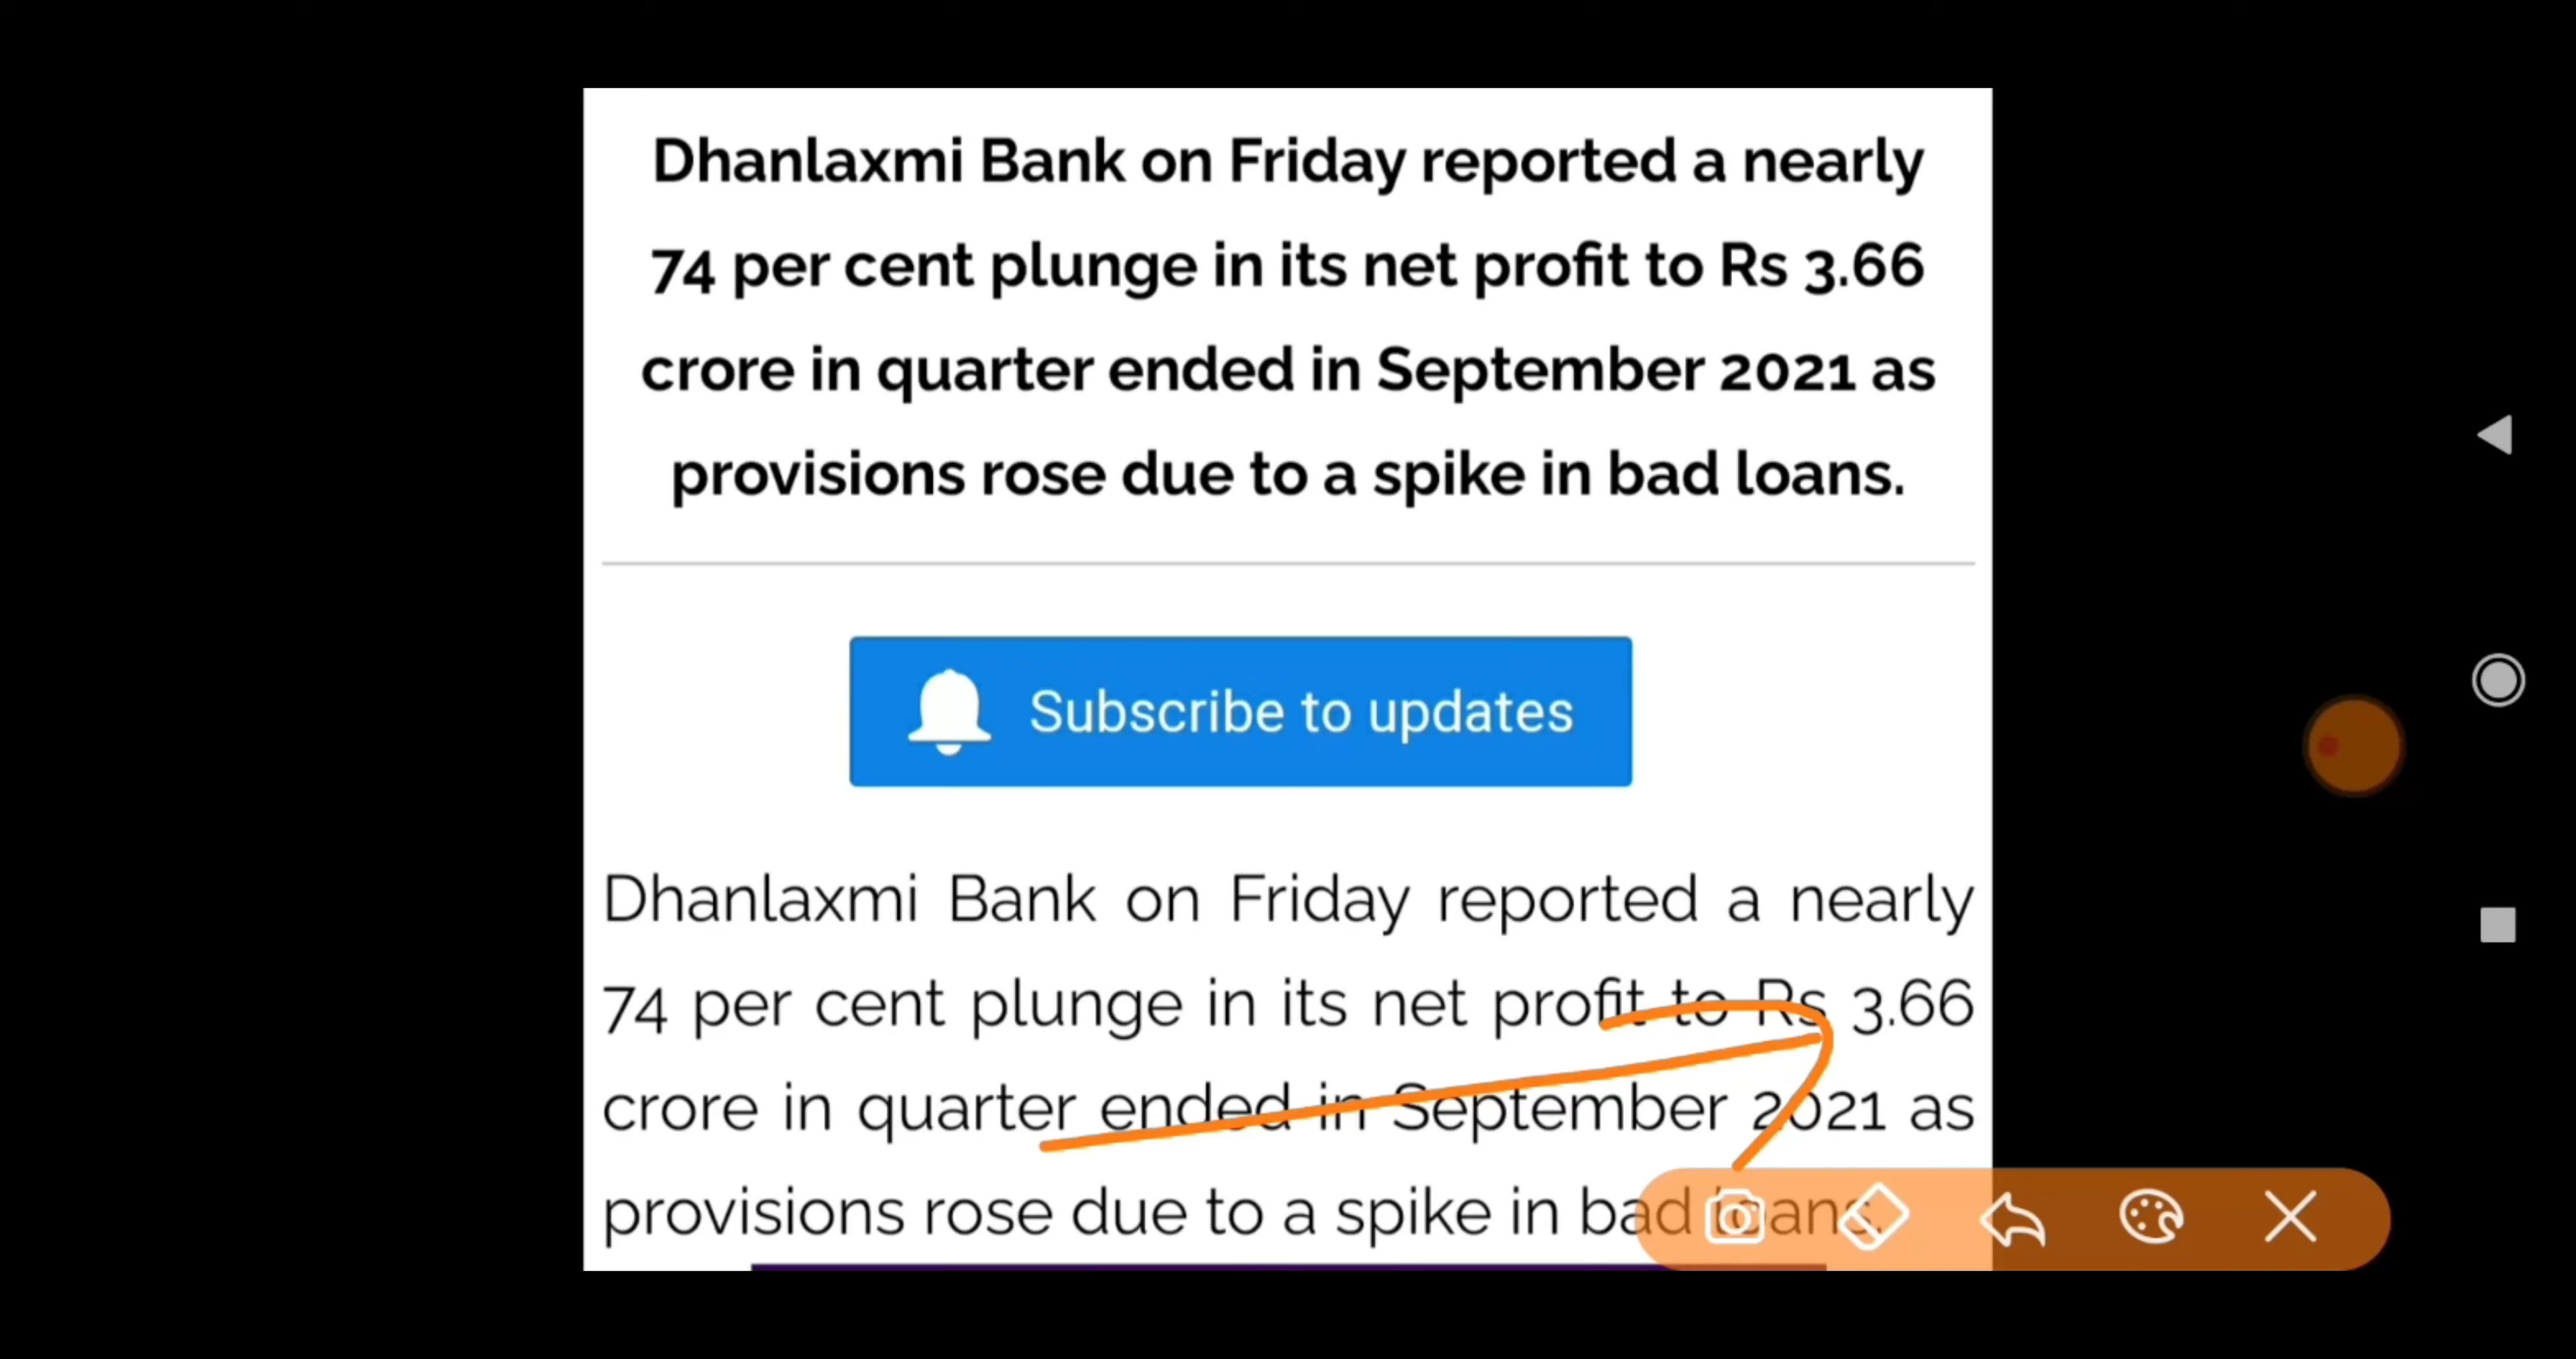 Dhanlaxmi Bank on Friday reported a nearly
74 per cent plunge in its net profit to Rs 3.66
crore in quarter ended in September 2021 as
provisions rose due to a spike in bad loans.
Subscribe to updates
Dhanlaxmi Bank on Friday reported a nearly
74 per cent plunge in its net profit to Rs 3.66
crore in quarter ended in September 2021 as
provisions rose due to a spike in bad loans.